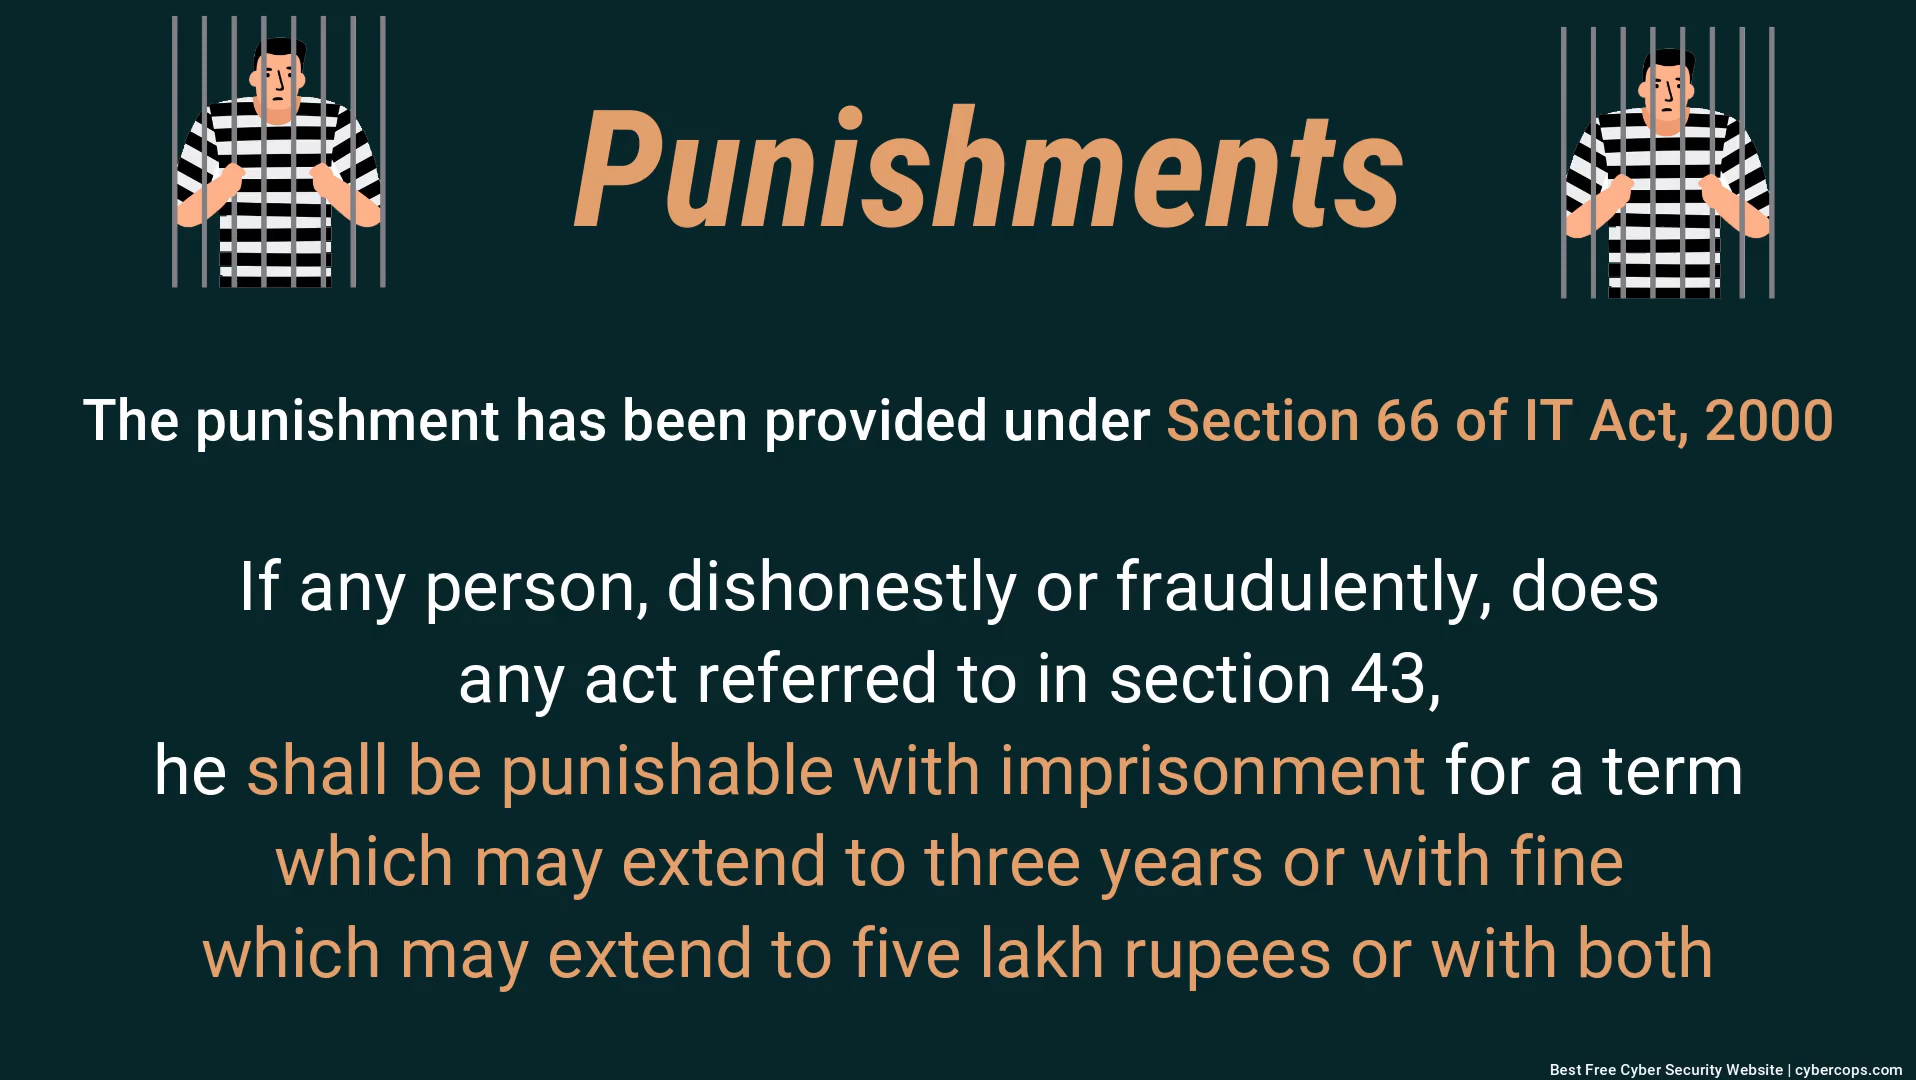 Punishments
The punishment has been provided under Section 66 of IT Act, 2000
If any person, dishonestly or fraudulently, does
any act referred to in section 43,
he shall be punishable with imprisonment for a term
which may extend to three years or with fine
which may extend to five lakh rupees or with both
Best Free Cyber Security Website | cybercops.com